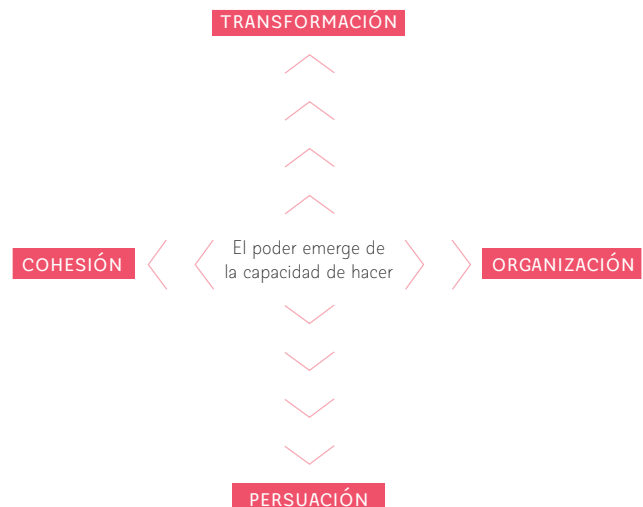 TRANSFORMACIÓN
El poder emerge de
la capacidad de hacer
COHESIÓN
ORGANIZACIÓN
PERSUACIÓN